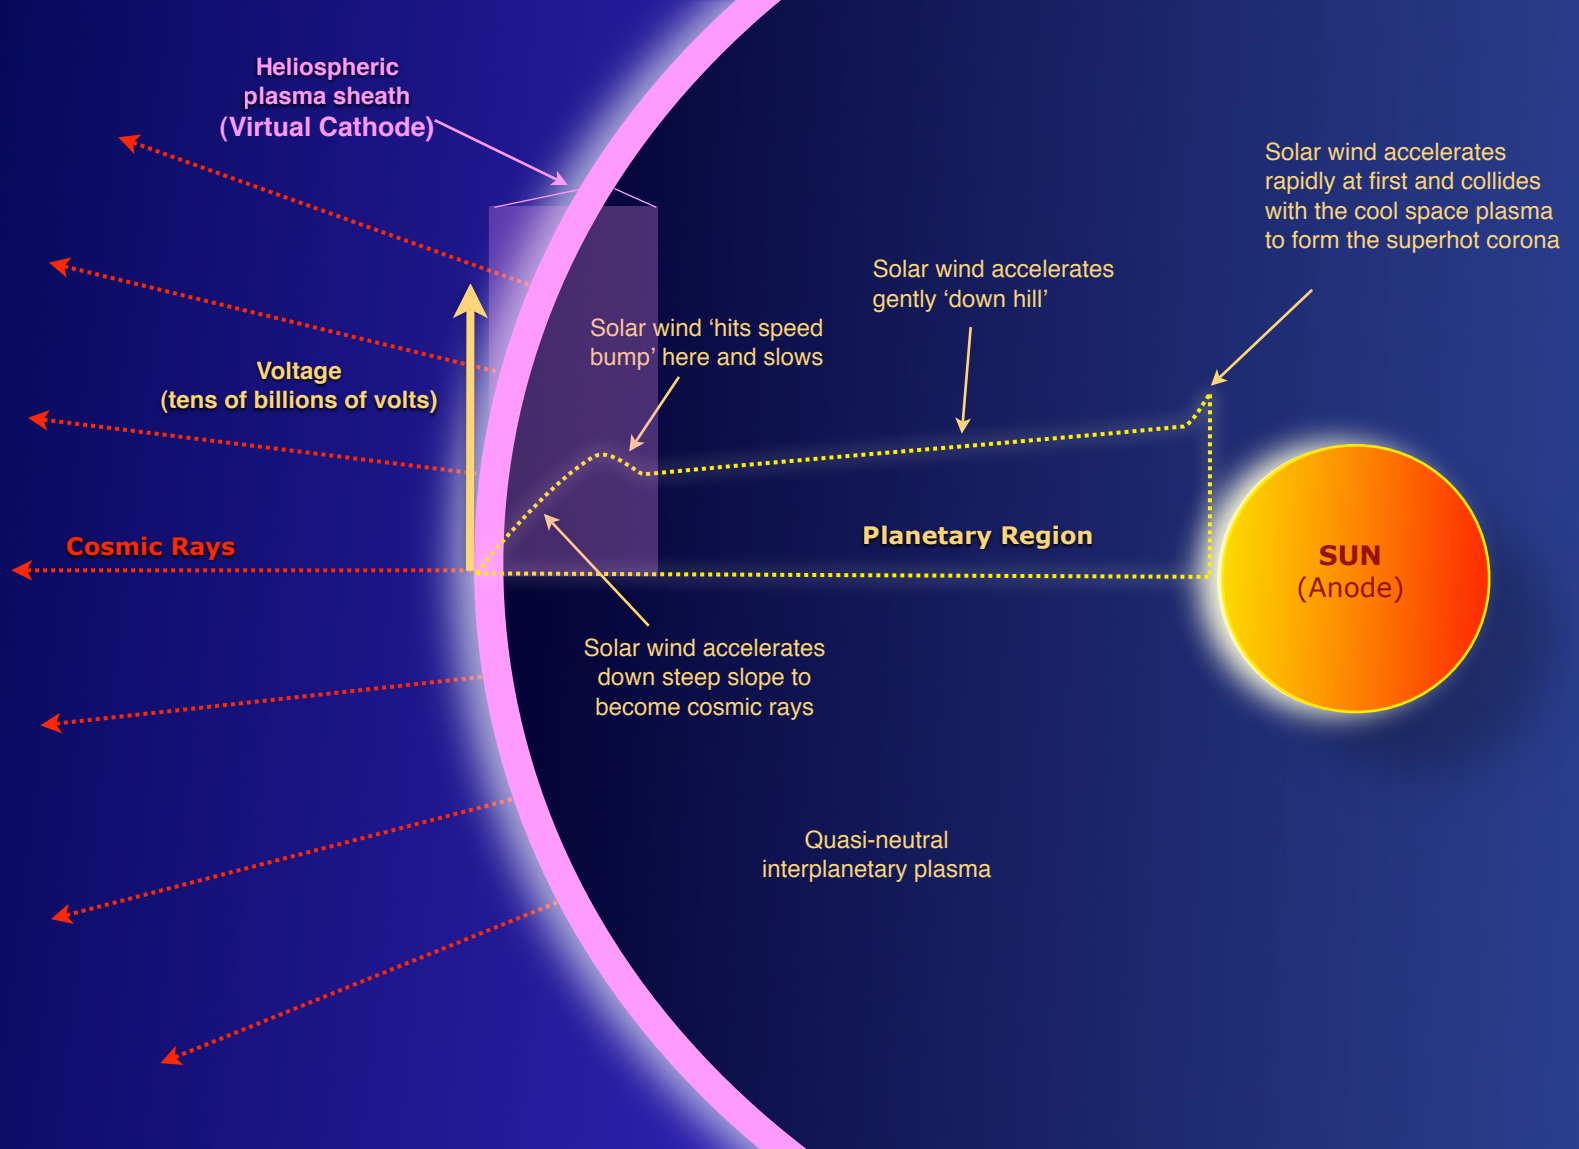 Heliospheric
plasma sheath
(Virtual Cathode)
Solar wind accelerates
rapidly at first and collides
with the cool space plasma
to form the superhot corona
Solar wind accelerates
gently ‘down hill’
Solar wind ‘hits speed
bump’ here and slows
Voltage
(tens of billions of volts)
Cosmic Rays
Planetary Region
SUN
(Anode)
Solar wind accelerates
down steep slope to
become cosmic rays
Quasi-neutral
interplanetary plasma